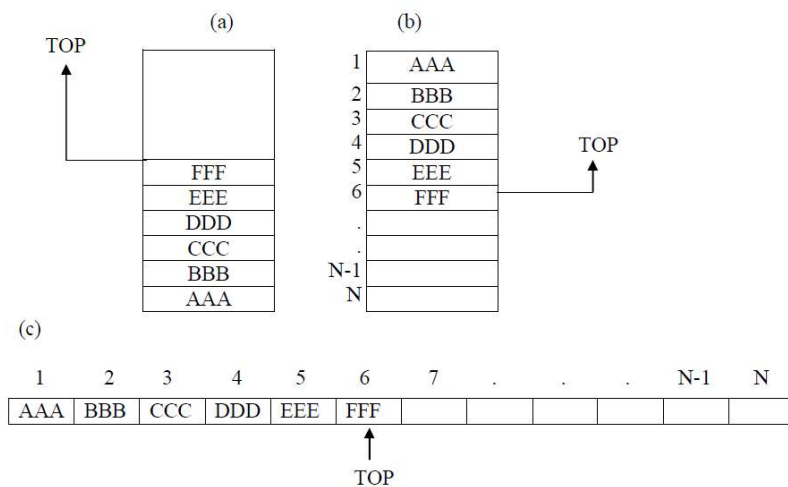 (a)
TOP
FFF
EEE
DDD
CCC
BBB
AAA
(b)
1 AAA
2 BBB
3 CCC
4 DDD
5 EEE
6 FFF
.
.
N-1
N
TOP
(c)
1 2 3 4 5 6 7 . . . N-1 N
AAA BBB CCC DDD EEE FFF
TOP